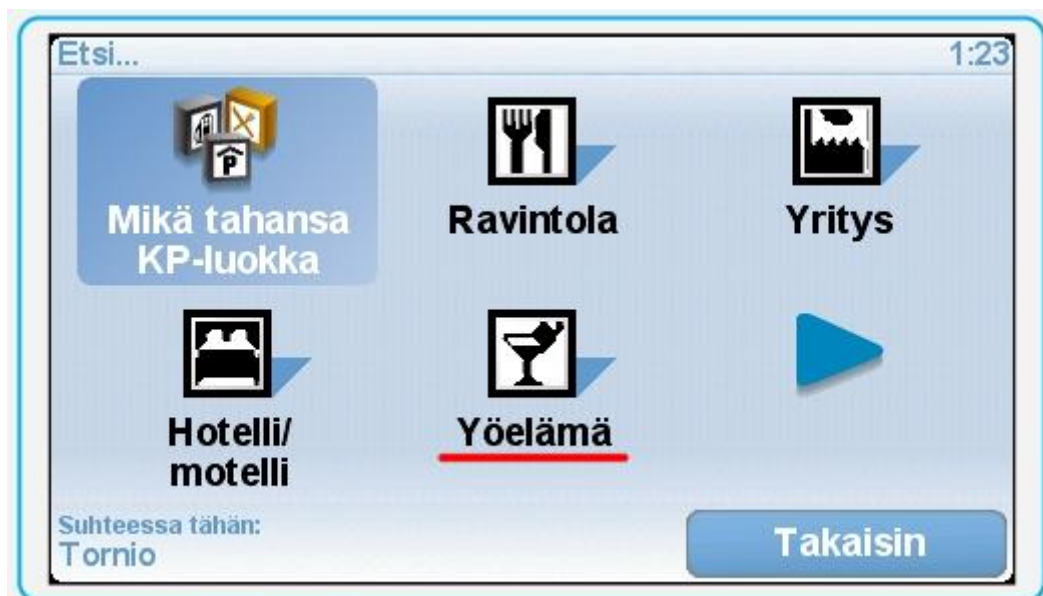 Etsi... 1:23
Mikä tahansa
KP-luokka
Ravintola
Yritys
Hotelli/
motelli
Yöelämä
Suhteessa tähän:
Tornio
Takaisin